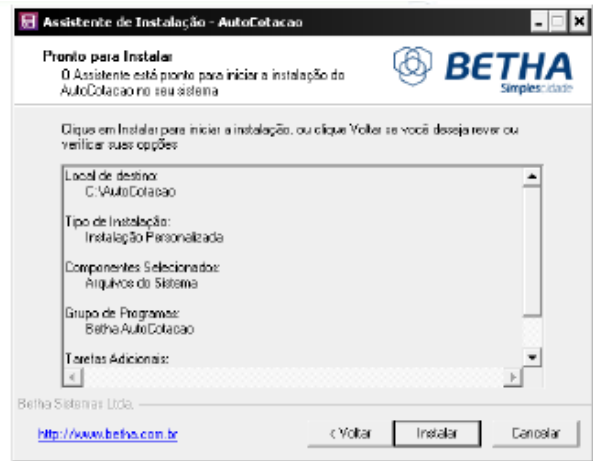 Assistente de Instalação - AutoCotacao
Pronto para Instalar
O Assistente está pronto para iniciar a instalação do
AutoCotacao no seu sistema
BETHA
Simplescidade
Clique em Instalar para iniciar a instalação, ou clique Voltar se você deseja rever ou
verificar suas opções
Local de destino:
C:\AutoCotacao
Tipo de Instalação:
Instalação Personalizada
Componentes Selecionados:
Arquivos do Sistema
Grupo de Programas:
Betha AutoCotacao
Tarefas Adicionais:
Betha Sistemas Ltda.
http://www.betha.com.br
< Voltar
Instalar
Cancelar